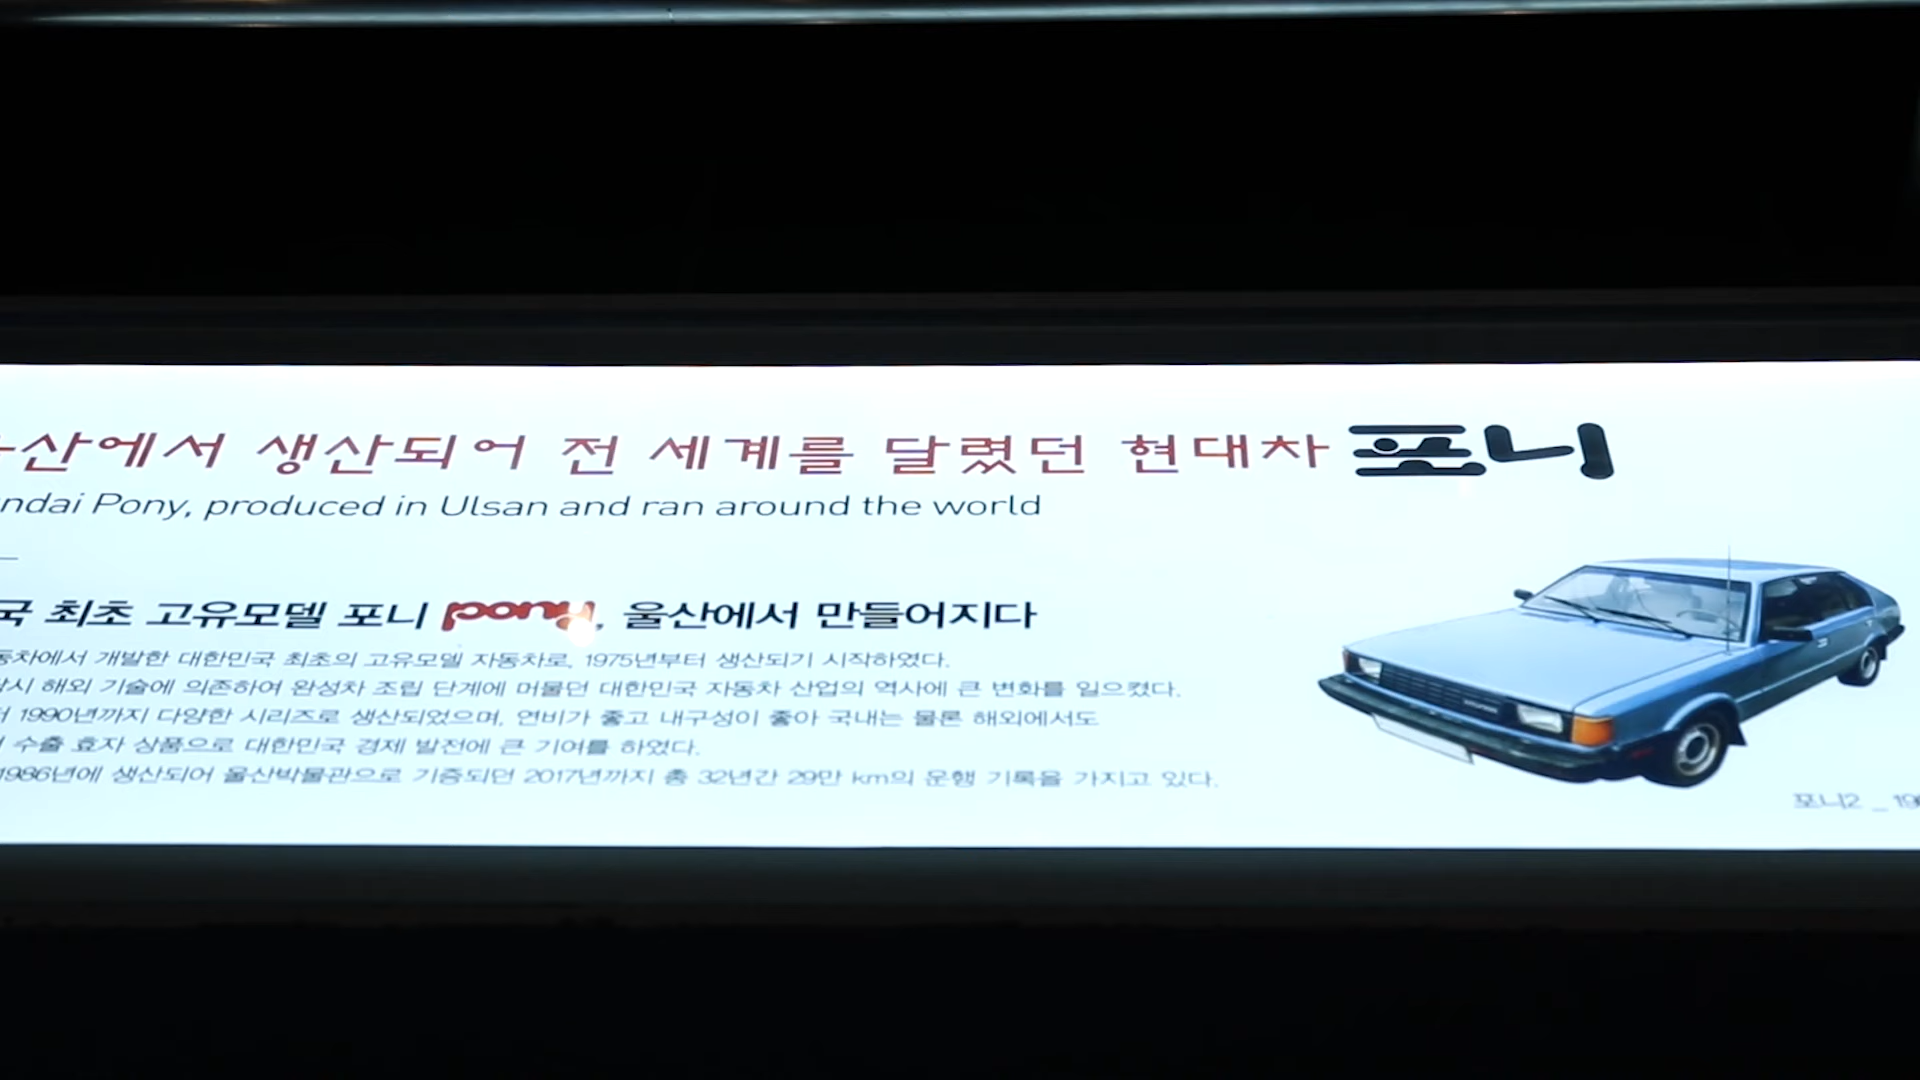 산에서 생산되어 전 세계를 달렸던 현대차 포니
ndai Pony, produced in Ulsan and ran around the world
국 최초 고유모델 포니 pony, 울산에서 만들어지다
동차에서 개발한 대한민국 최초의 고유모델 자동차로, 1975년부터 생산되기 시작하였다.
당시 해외 기술에 의존하여 완성차 조립 단계에 머물던 대한민국 자동차 산업의 역사에 큰 변화를 일으켰다.
1990년까지 다양한 시리즈로 생산되었으며, 연비가 좋고 내구성이 좋아 국내는 물론 해외에서도
수출 효자 상품으로 대한민국 경제 발전에 큰 기여를 하였다.
1986년에 생산되어 울산박물관으로 기증되던 2017년까지 총 32년간 29만 km의 운행 기록을 가지고 있다.
포니2 _ 19